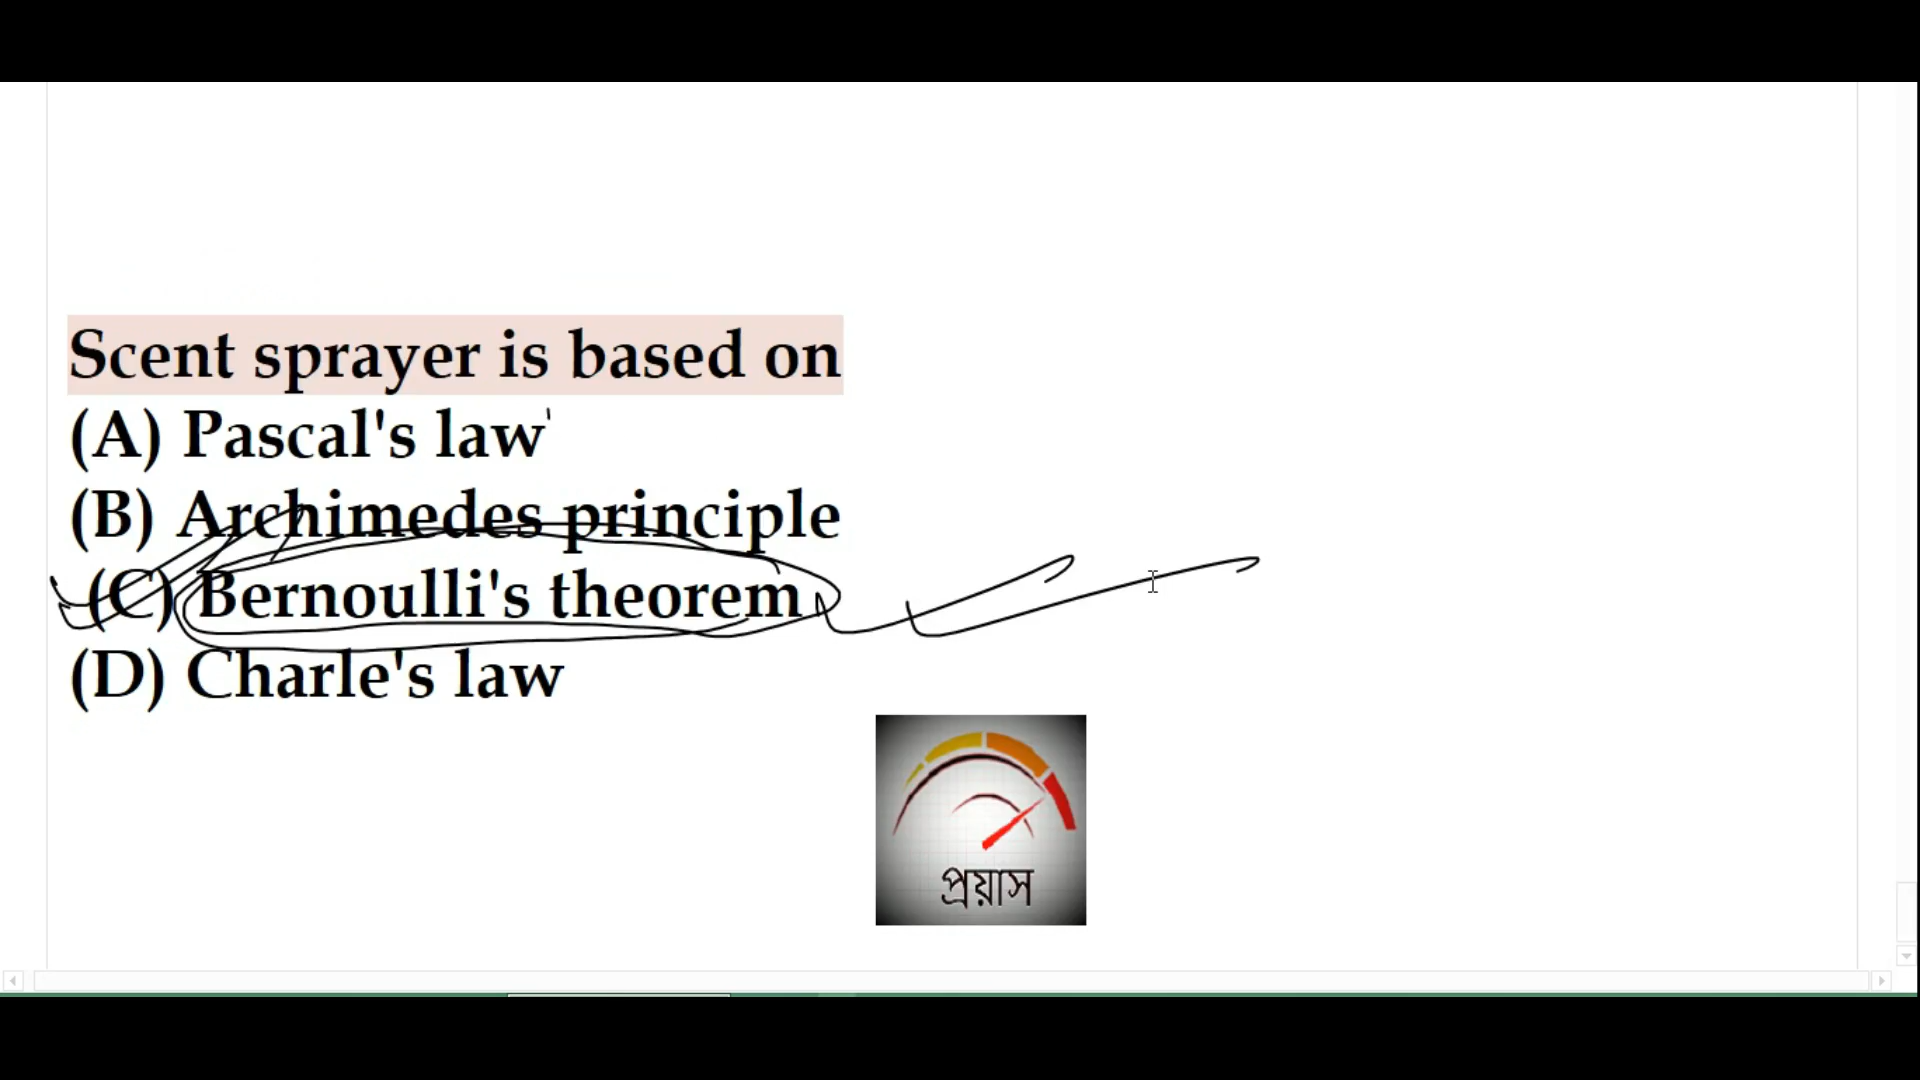 Scent sprayer is based on
(A) Pascal's law
(B) Archimedes principle
(C) Bernoulli's theorem
(D) Charle's law
প্রয়াস